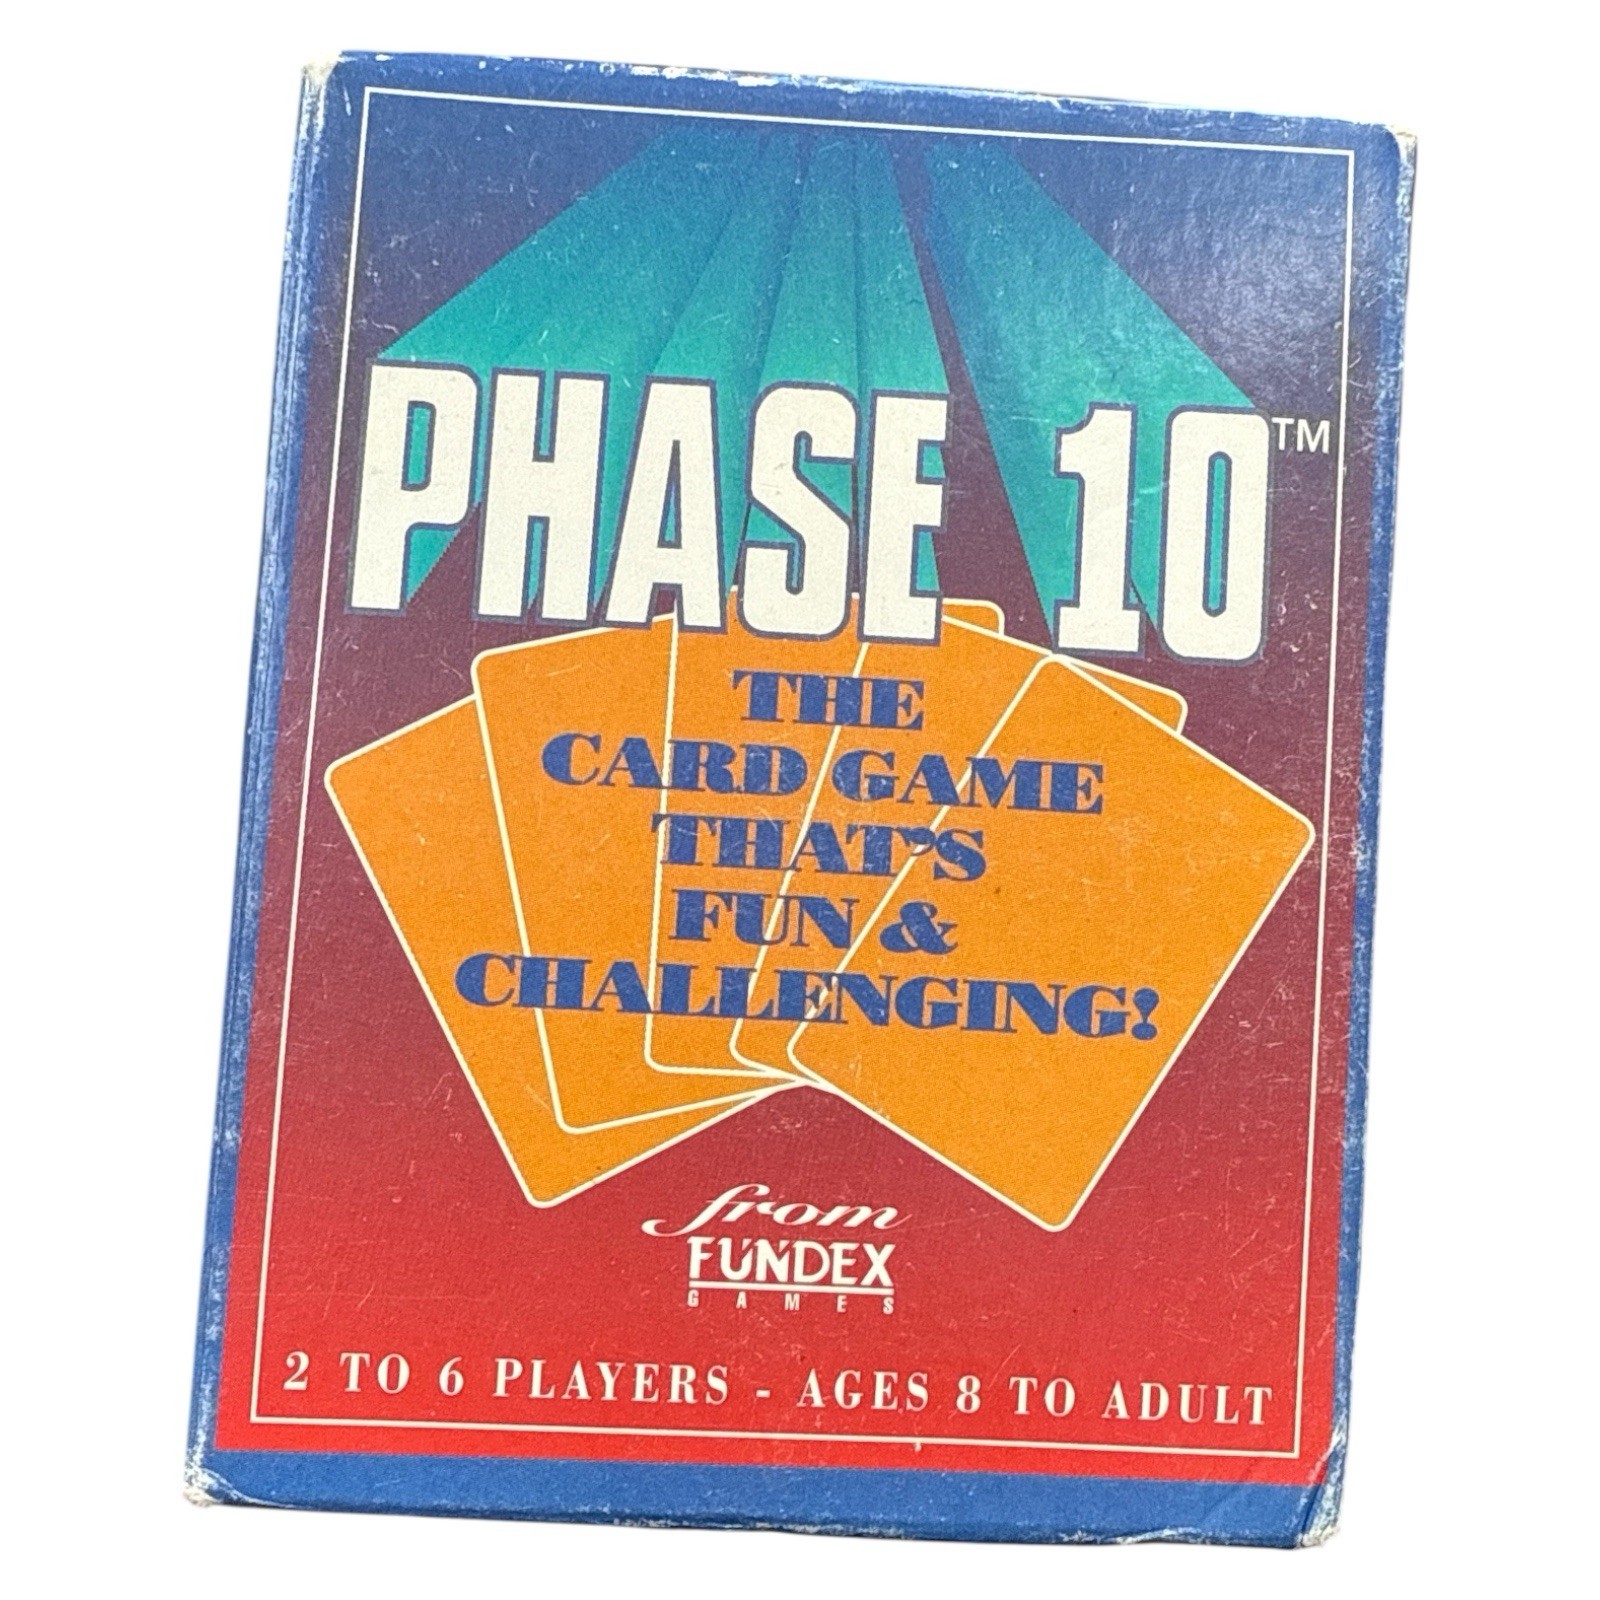 PHASE 10™
THE
CARD GAME
THAT'S
FUN &
CHALLENGING!
from
FUNDEX
GAMES
2 TO 6 PLAYERS - AGES 8 TO ADULT